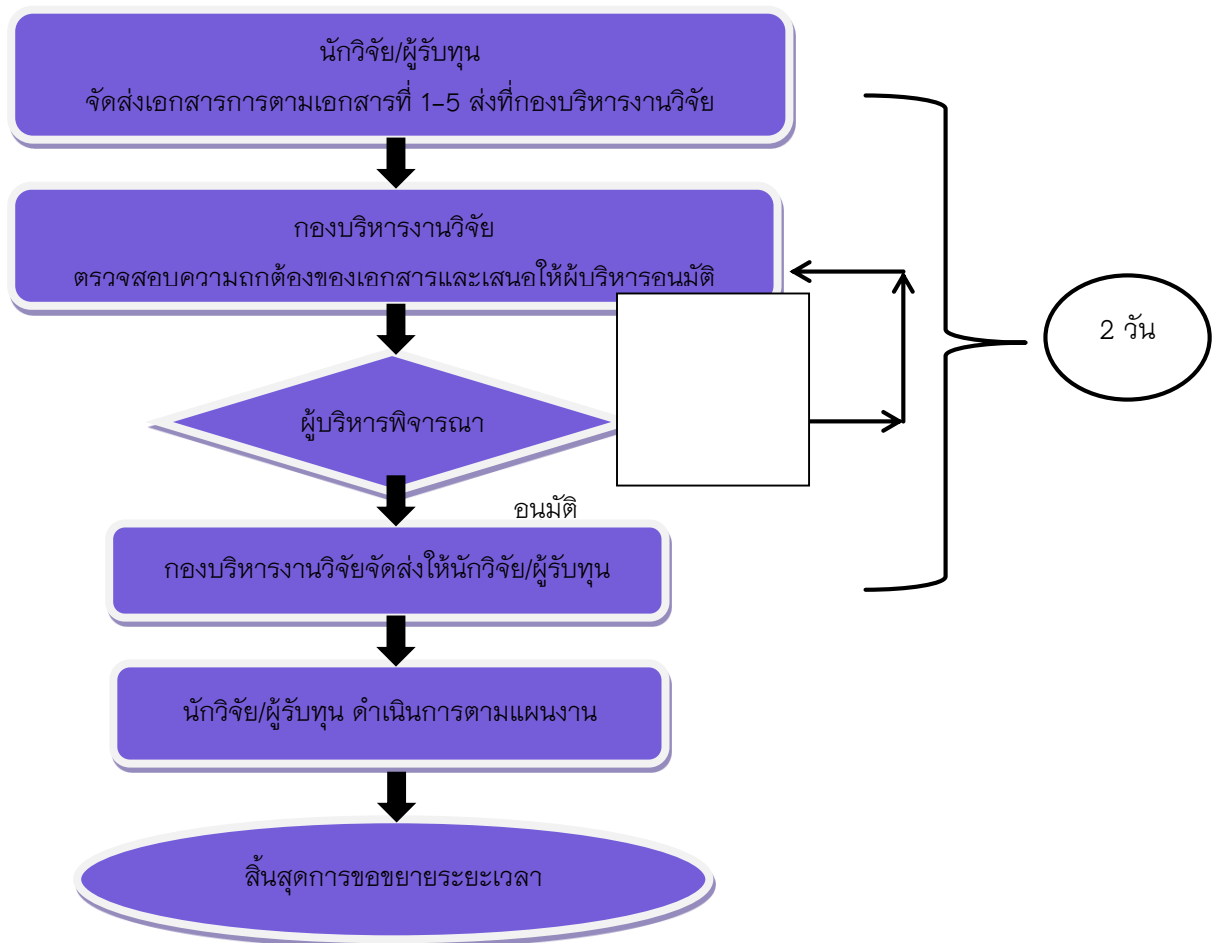 นักวิจัย/ผู้รับทุน
จัดส่งเอกสารการตามเอกสารที่ 1-5 ส่งที่กองบริหารงานวิจัย
กองบริหารงานวิจัย
ตรวจสอบความถูกต้องของเอกสารและเสนอให้ผู้บริหารอนุมัติ
2 วัน
ผู้บริหารพิจารณา
อนุมัติ
กองบริหารงานวิจัยจัดส่งให้นักวิจัย/ผู้รับทุน
นักวิจัย/ผู้รับทุน ดำเนินการตามแผนงาน
สิ้นสุดการขอขยายระยะเวลา